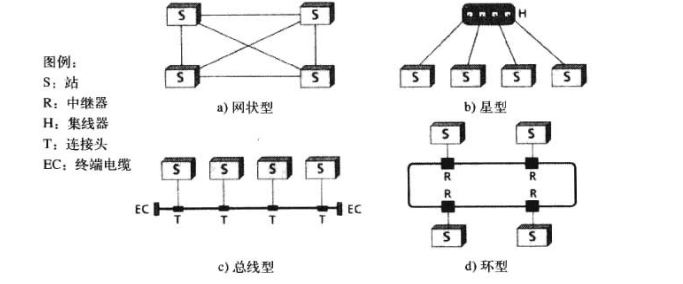 S S
S S
a) 网状型
H
S S S S
b) 星型
图例：
S：站
R：中继器
H：集线器
T：连接头
EC：终端电缆
S S S S
EC T T T T EC
c) 总线型
S S
R R
R R
S S
d) 环型